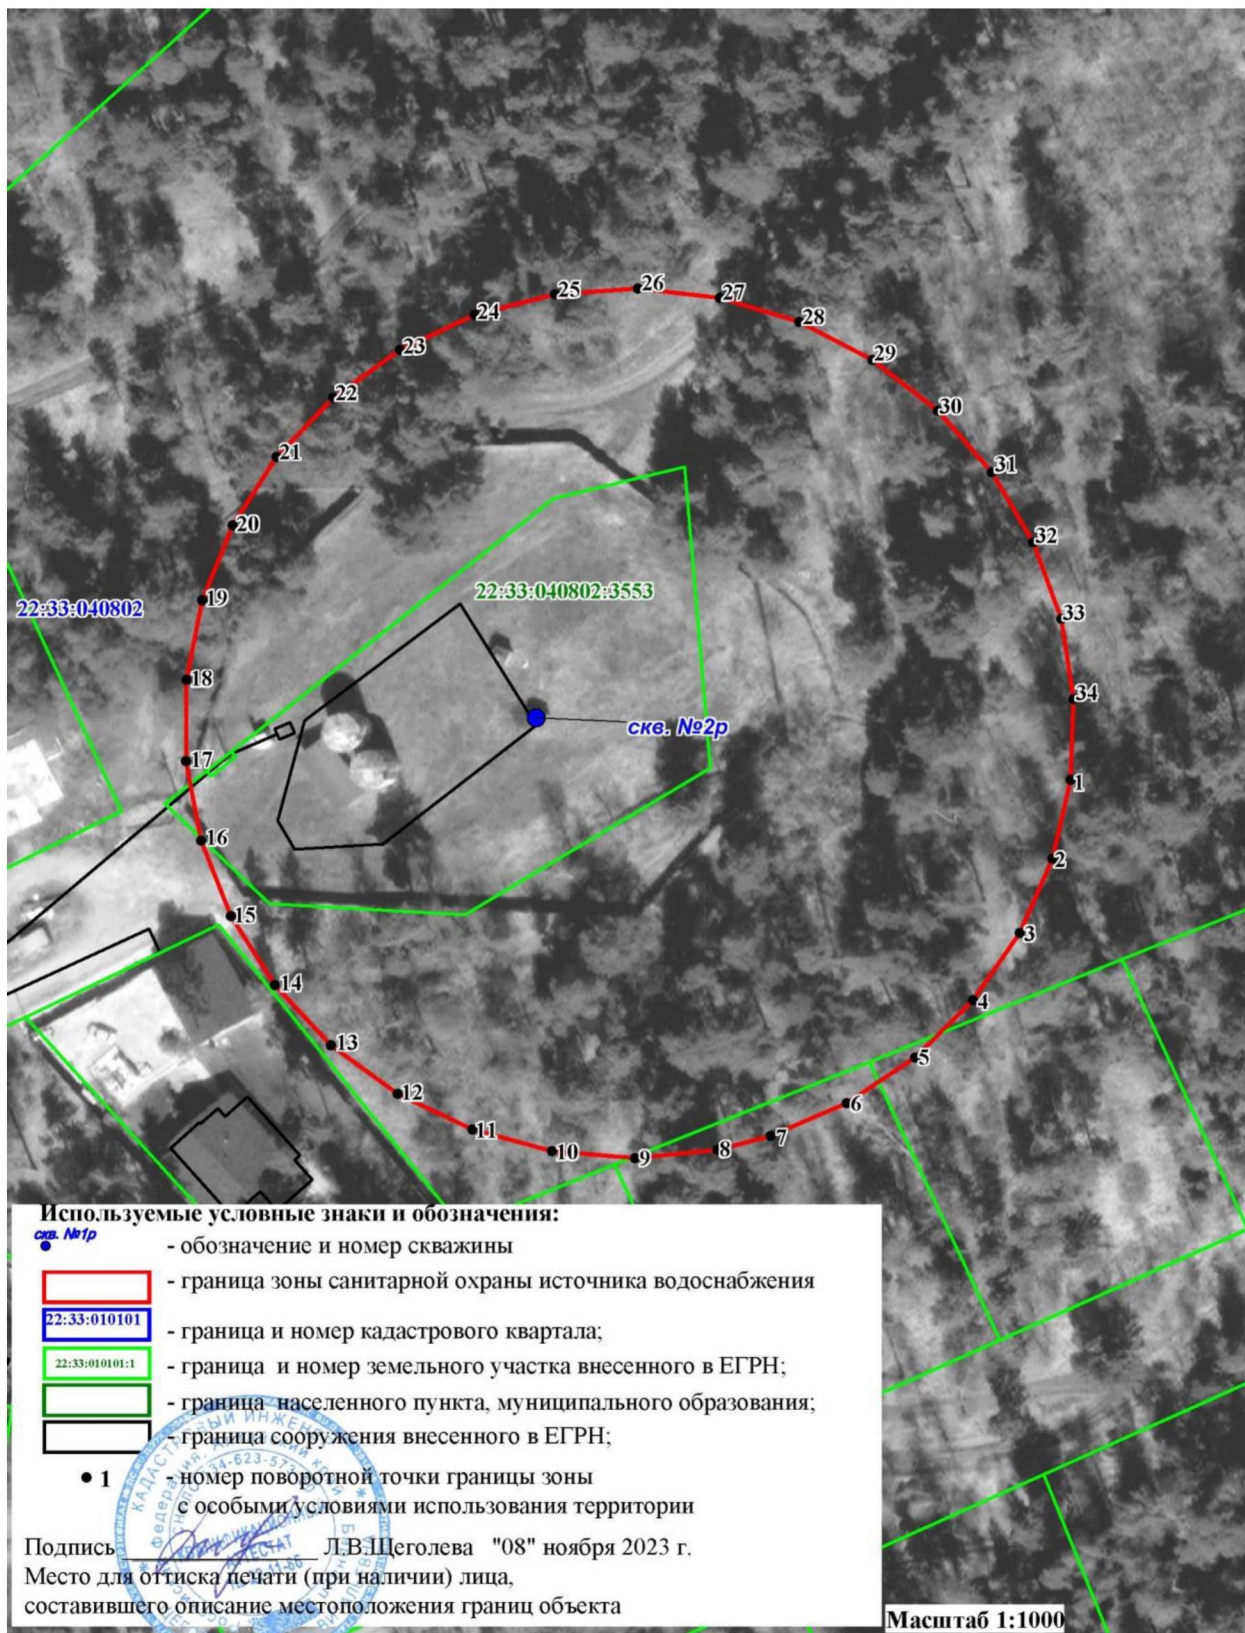 25
26
27
24
28
23
29
22
30
21
31
20
32
22:33:040802:3553
19
22:33:040802
33
18
34
скв. №2р
17
1
16
2
15
3
14
4
13
5
12
6
11
7
10
9
8
Используемые условные знаки и обозначения:
скв. №1р
- обозначение и номер скважины
- граница зоны санитарной охраны источника водоснабжения
22:33:010101
- граница и номер кадастрового квартала;
22:33:010101:1
- граница и номер земельного участка внесенного в ЕГРН;
- граница населенного пункта, муниципального образования;
- граница сооружения внесенного в ЕГРН;
1 - номер поворотной точки границы зоны
с особыми условиями использования территории
Подпись Л.В.Щеголева "08" ноября 2023 г.
Место для оттиска печати (при наличии) лица,
составившего описание местоположения границ объекта
Масштаб 1:1000
КАДАСТРОВЫЙ ИНЖЕНЕР